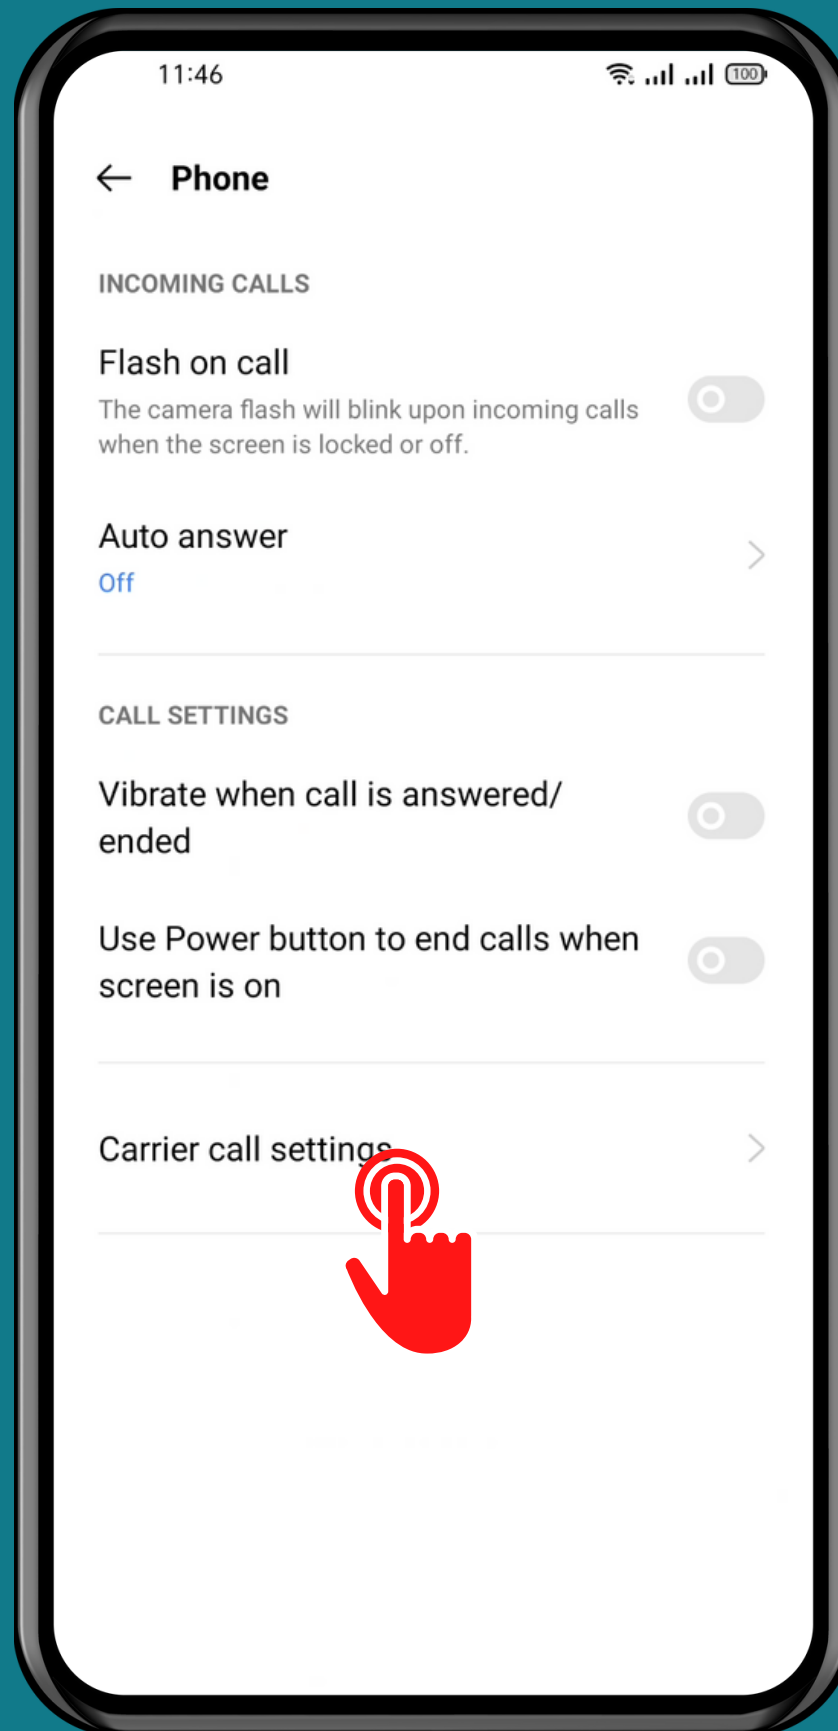 11:46
100
Phone
INCOMING CALLS
Flash on call
The camera flash will blink upon incoming calls
when the screen is locked or off.
Auto answer
Off
CALL SETTINGS
Vibrate when call is answered/
ended
Use Power button to end calls when
screen is on
Carrier call settings